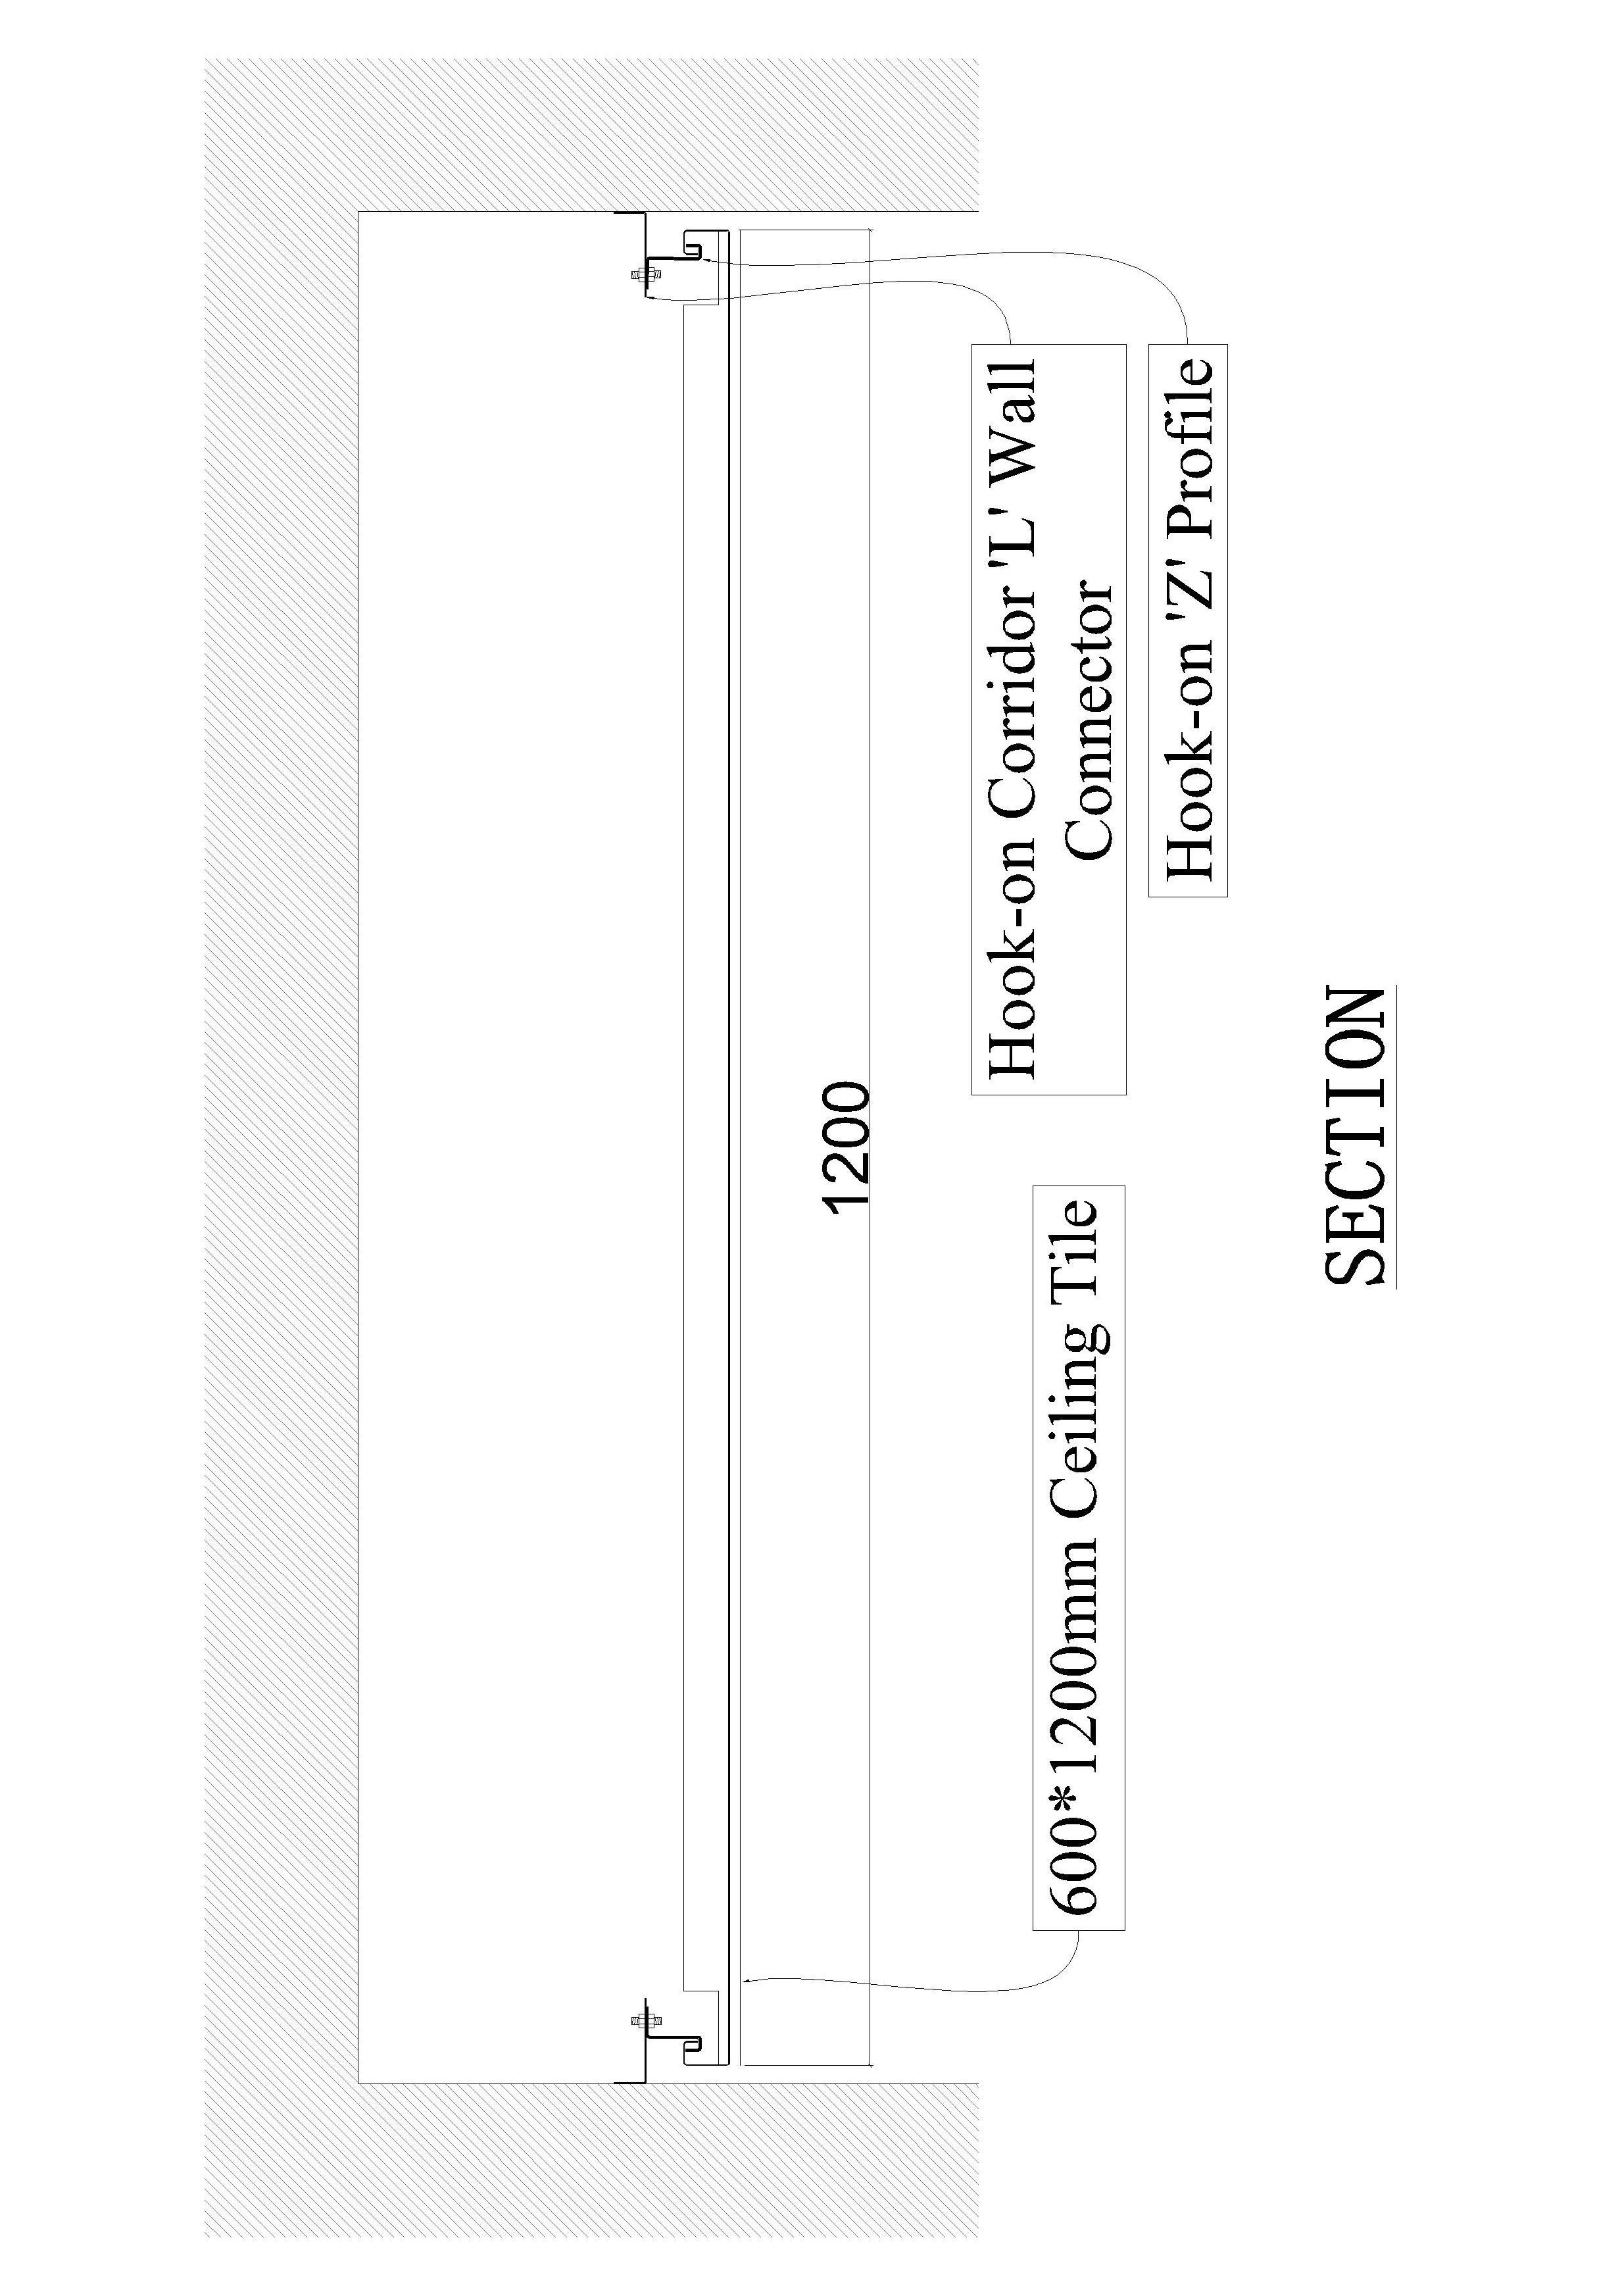 1200
600*1200mm Ceiling Tile
Hook-on Corridor 'L' Wall
Connector
Hook-on 'Z' Profile
SECTION